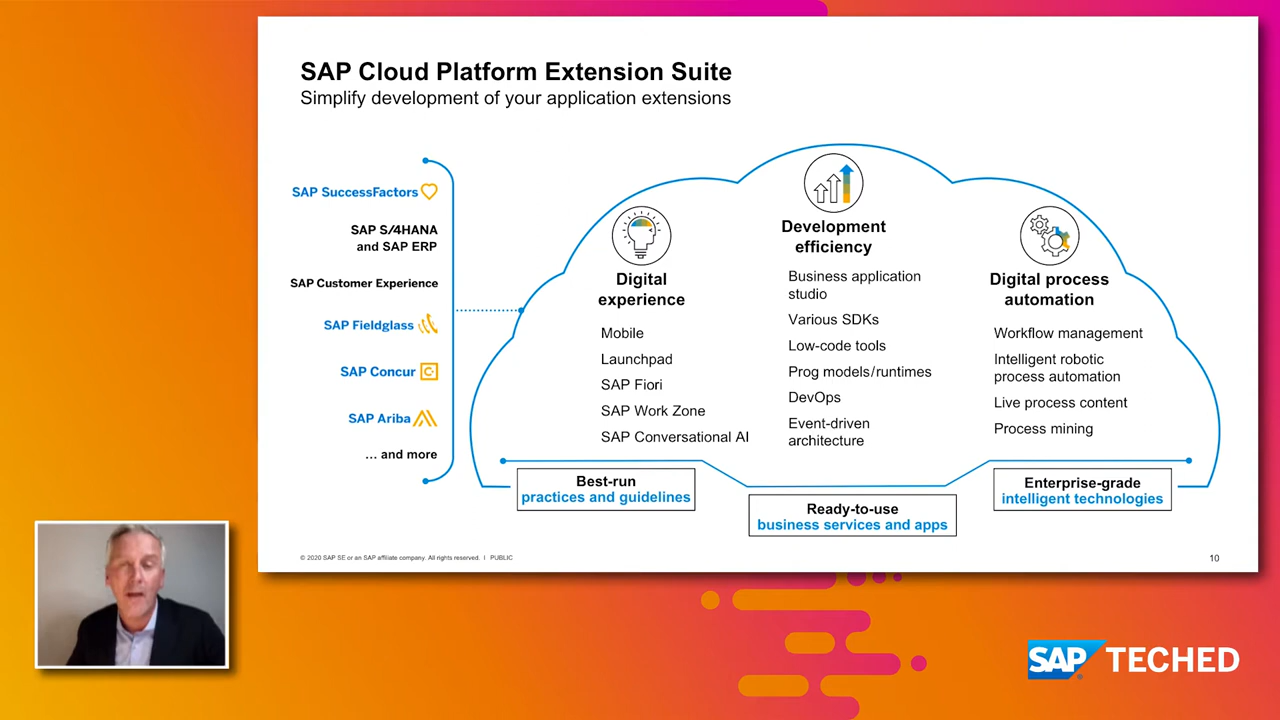 SAP Cloud Platform Extension Suite
Simplify development of your application extensions
SAP SuccessFactors
SAP S/4HANA
and SAP ERP
SAP Customer Experience
SAP Fieldglass
SAP Concur
SAP Ariba
... and more
Digital
experience
Mobile
Launchpad
SAP Fiori
SAP Work Zone
SAP Conversational AI
Development
efficiency
Business application
studio
Various SDKs
Low-code tools
Prog models/runtimes
DevOps
Event-driven
architecture
Digital process
automation
Workflow management
Intelligent robotic
process automation
Live process content
Process mining
Best-run
practices and guidelines
Ready-to-use
business services and apps
Enterprise-grade
intelligent technologies
© 2020 SAP SE or an SAP affiliate company. All rights reserved. I PUBLIC
10
SAP TECHED